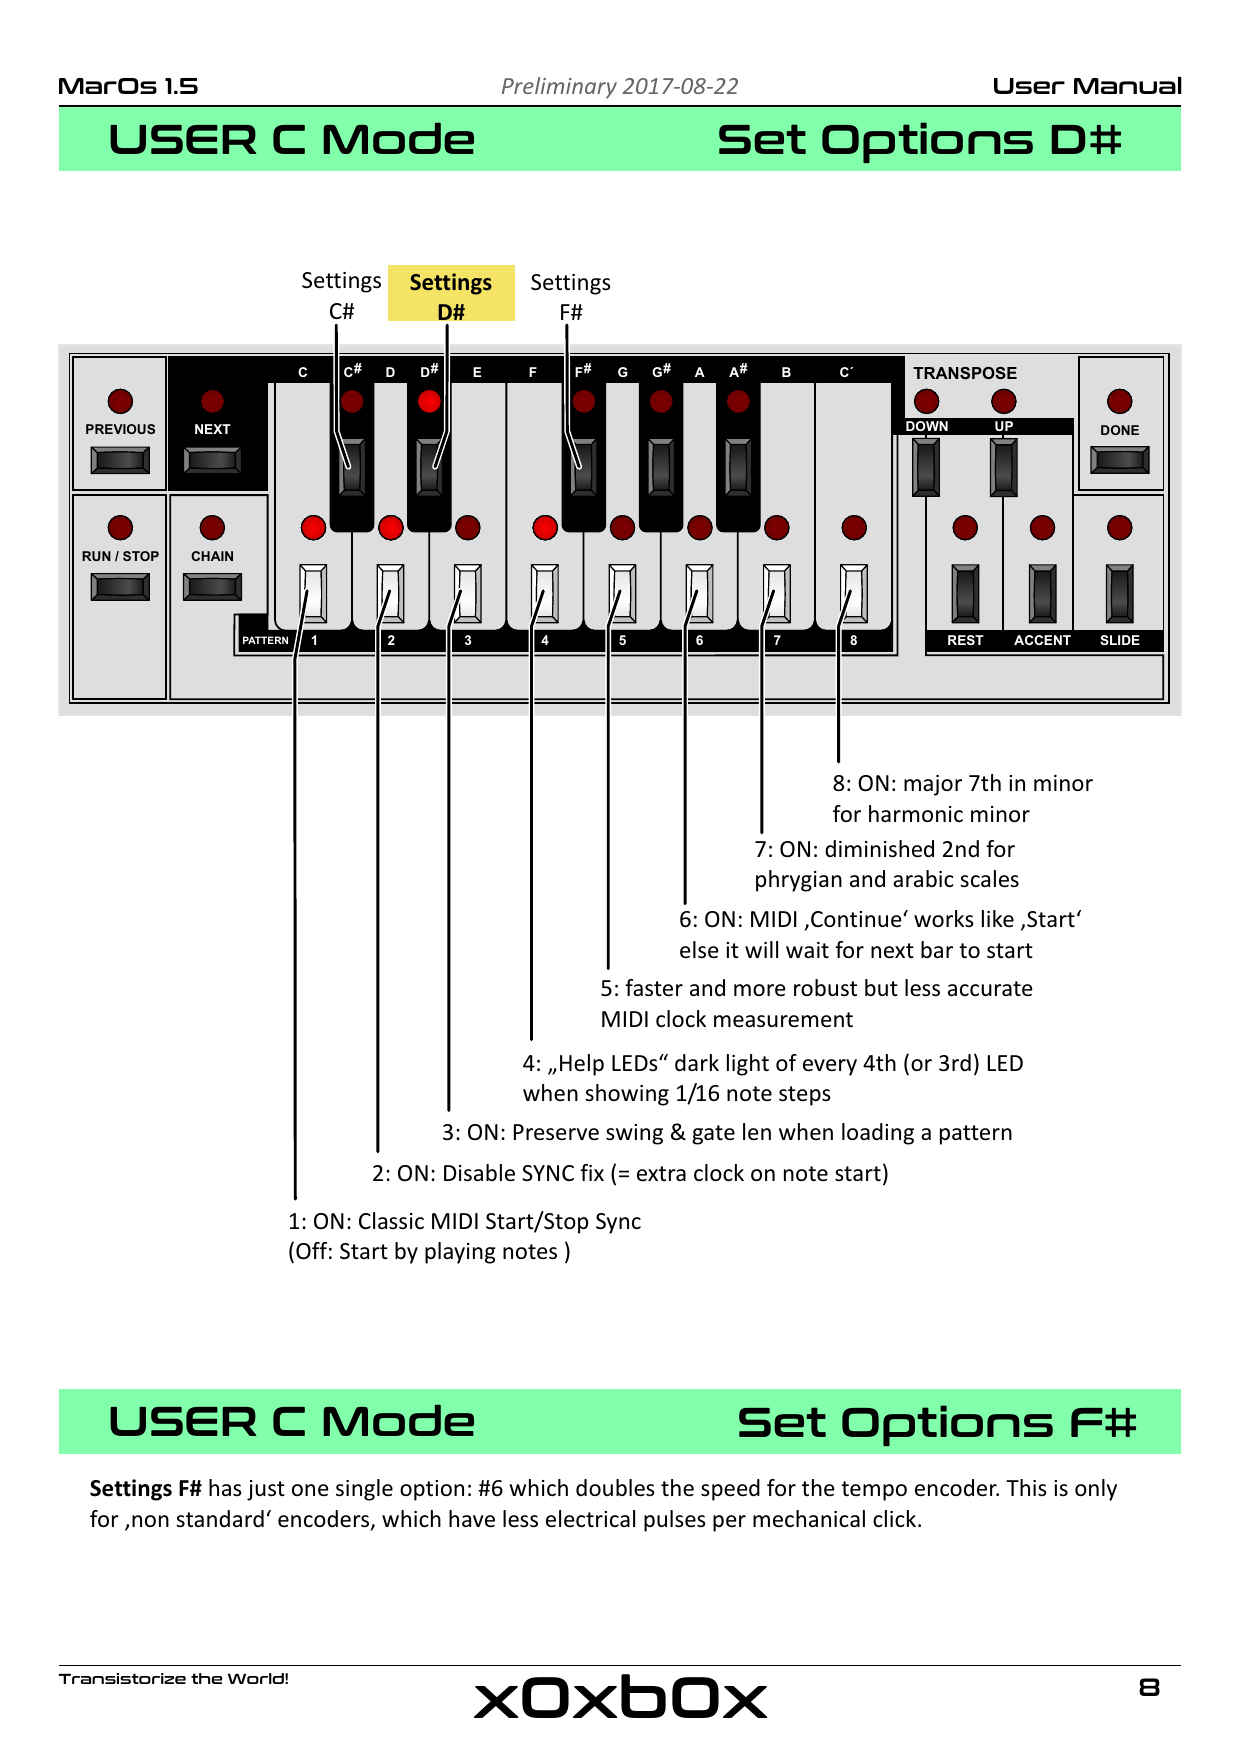 MarOs 1.5
Preliminary 2017-08-22
User Manual
USER C Mode
Set Options D#
Settings C#
Settings D#
Settings F#
C C# D D# E F F# G G# A A# B C´
TRANSPOSE
PREVIOUS
NEXT
DOWN
UP
DONE
RUN / STOP
CHAIN
PATTERN 1 2 3 4 5 6 7 8
REST
ACCENT
SLIDE
8: ON: major 7th in minor
for harmonic minor
7: ON: diminished 2nd for
phrygian and arabic scales
6: ON: MIDI ‚Continue‘ works like ‚Start‘
else it will wait for next bar to start
5: faster and more robust but less accurate
MIDI clock measurement
4: „Help LEDs“ dark light of every 4th (or 3rd) LED
when showing 1/16 note steps
3: ON: Preserve swing & gate len when loading a pattern
2: ON: Disable SYNC fix (= extra clock on note start)
1: ON: Classic MIDI Start/Stop Sync
(Off: Start by playing notes )
USER C Mode
Set Options F#
Settings F# has just one single option: #6 which doubles the speed for the tempo encoder. This is only
for ‚non standard‘ encoders, which have less electrical pulses per mechanical click.
Transistorize the World!
x0xb0x
8